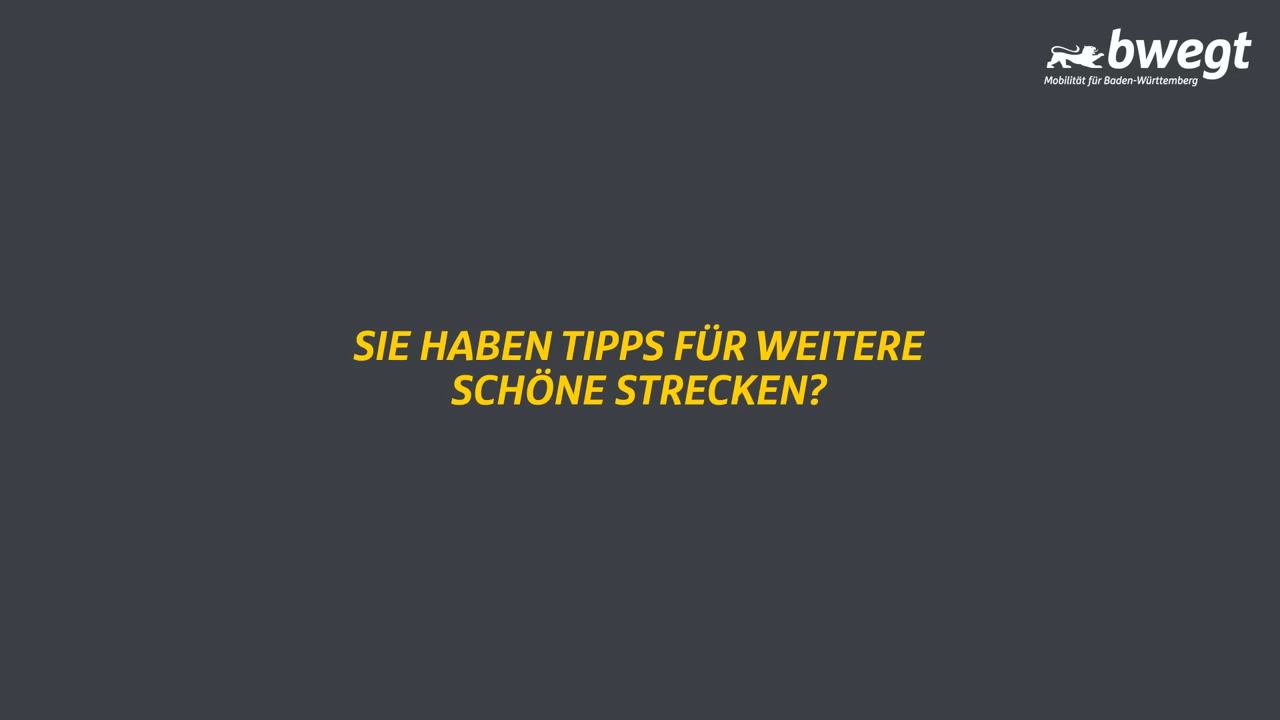 bwegt
Mobilität für Baden-Württemberg
SIE HABEN TIPPS FÜR WEITERE
SCHÖNE STRECKEN?